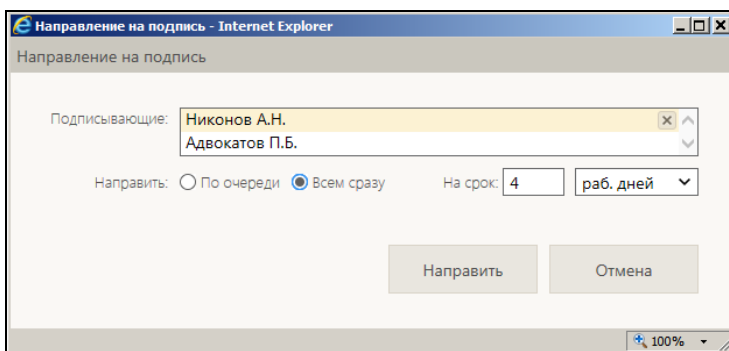 Направление на подпись - Internet Explorer
Направление на подпись
Подписывающие: Никонов А.Н.
Адвокатов П.Б.
Направить: По очереди Всем сразу На срок: 4 раб. дней
Направить Отмена
100%